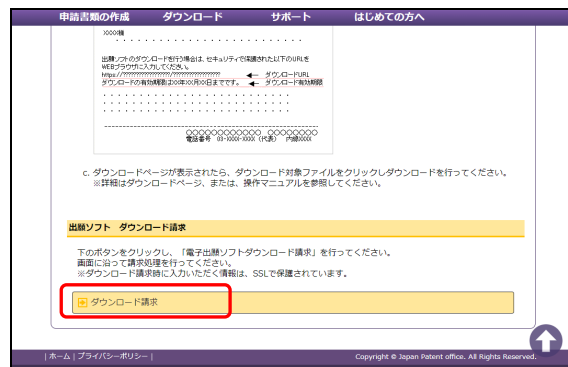 申請書類の作成 ダウンロード サポート はじめての方へ
XXXX様
・・・・・・・・・・・・・・・・・・・・・・
出願ソフトのダウンロードを行う場合は、セキュリティで保護された以下のURLを
WEBブラウザに入力してください。
ダウンロードURL
ダウンロードの有効期限はXX年XX月XX日までです。 ダウンロード有効期限
電話番号 03-XXXX-XXXX（代表） 内線XXXX
c. ダウンロードページが表示されたら、ダウンロード対象ファイルをクリックしダウンロードを行ってください。
※詳細はダウンロードページ、または、操作マニュアルを参照してください。
出願ソフト ダウンロード請求
下のボタンをクリックし、「電子出願ソフトダウンロード請求」を行ってください。
画面に沿って請求処理を行ってください。
※ダウンロード請求時に入力いただく情報は、SSLで保護されています。
ダウンロード請求
| ホーム | プライバシーポリシー |
Copyright © Japan Patent office. All Rights Reserved.